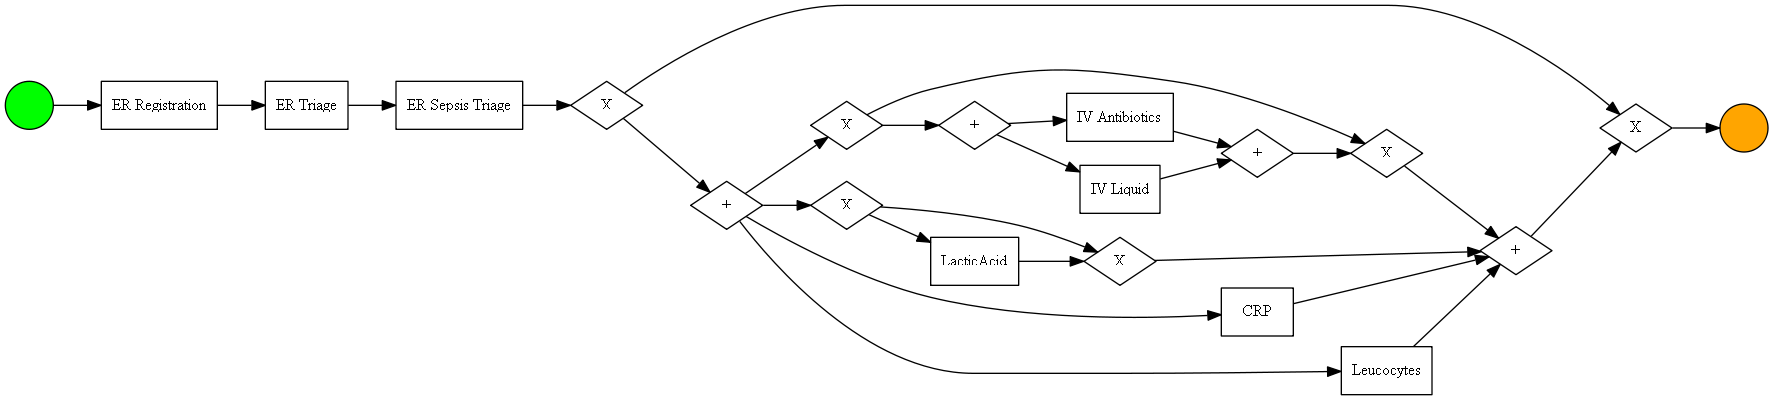 ER Registration
ER Triage
ER Sepsis Triage
X
X
+
IV Antibiotics
IV Liquid
+
X
X
+
X
LacticAcid
X
+
CRP
Leucocytes